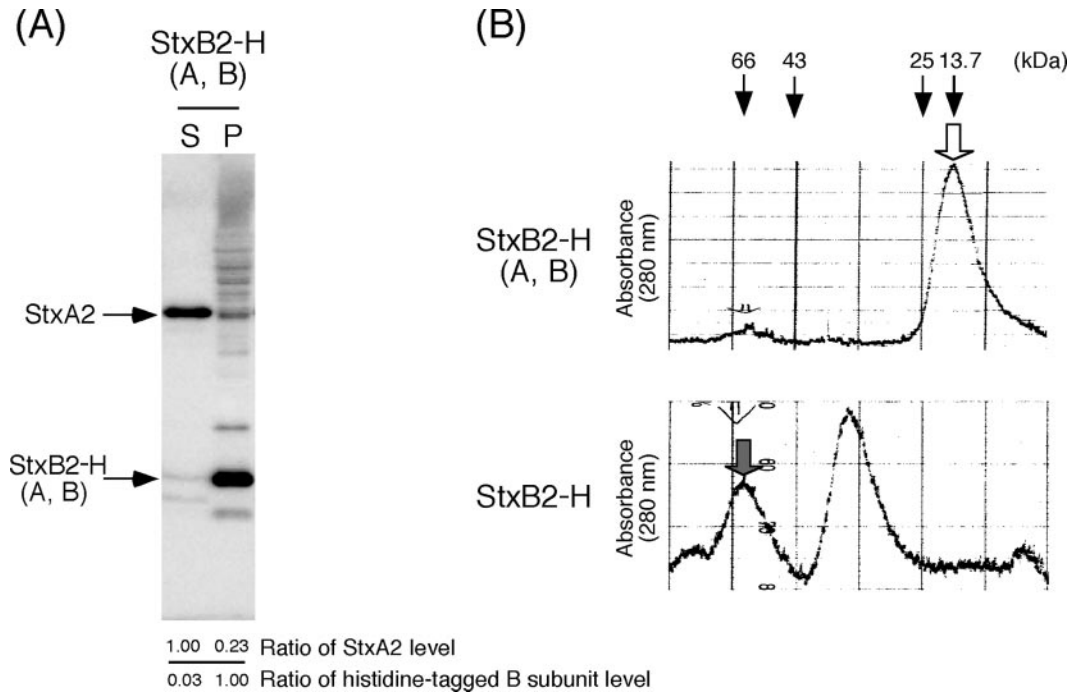 (A)
StxB2-H
(A, B)
S P
StxA2
StxB2-H
(A, B)
1.00 0.23 Ratio of StxA2 level
0.03 1.00 Ratio of histidine-tagged B subunit level
(B)
66 43 25 13.7 (kDa)
StxB2-H
(A, B)
Absorbance
(280 nm)
StxB2-H
Absorbance
(280 nm)